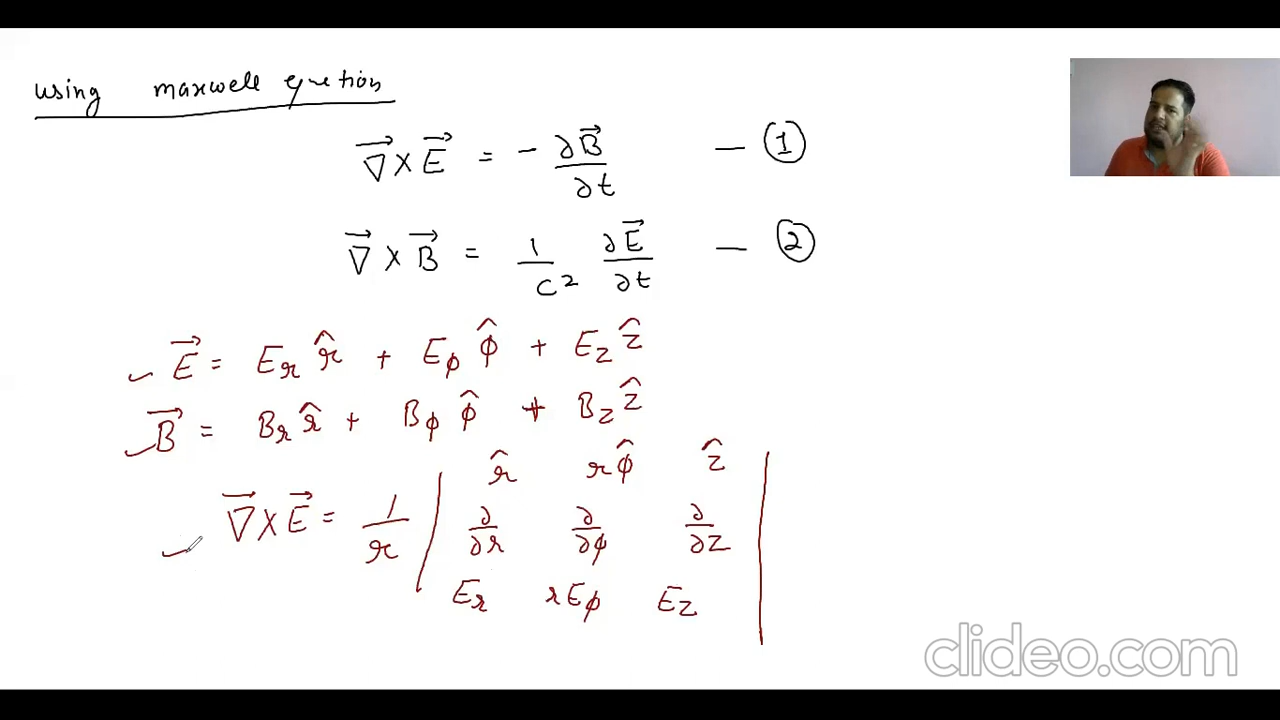 using maxwell equetion
∇⃗ X E⃗ = - ∂B⃗/∂t — ①
∇⃗ X B⃗ = 1/C² ∂E⃗/∂t — ②
E⃗ = E_r r̂ + E_ϕ ϕ̂ + E_z ẑ
B⃗ = B_r r̂ + B_ϕ ϕ̂ + B_z ẑ
∇⃗ X E⃗ = 1/r | r̂ rϕ̂ ẑ
∂/∂r ∂/∂ϕ ∂/∂z
E_r rE_ϕ E_z |
clideo.com